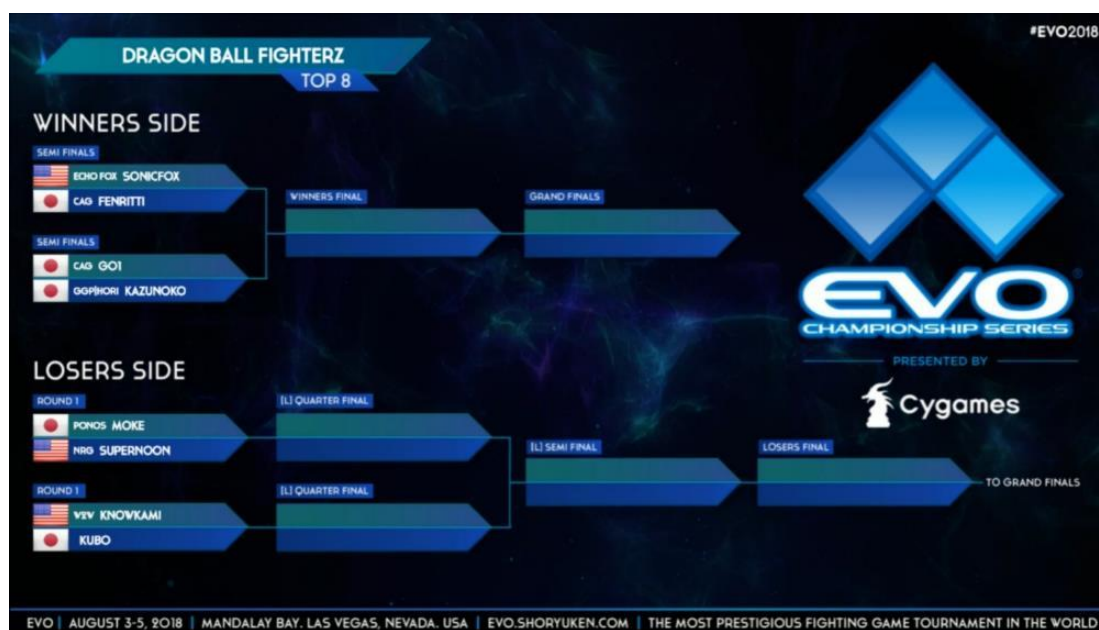 #EVO2018
DRAGON BALL FIGHTERZ
TOP 8
WINNERS SIDE
SEMI FINALS
ECHO FOX SONICFOX
CAG FENRITTI
WINNERS FINAL
GRAND FINALS
SEMI FINALS
CAG GO1
GGP|HORI KAZUNOKO
EVO
®
CHAMPIONSHIP SERIES
PRESENTED BY
Cygames
LOSERS SIDE
ROUND 1
[L] QUARTER FINAL
PONOS MOKE
NRG SUPERNOON
[L] SEMI FINAL
LOSERS FINAL
TO GRAND FINALS
ROUND 1
[L] QUARTER FINAL
VZV KNOWKAMI
KUBO
EVO | AUGUST 3-5, 2018 | MANDALAY BAY. LAS VEGAS, NEVADA. USA | EVO.SHORYUKEN.COM | THE MOST PRESTIGIOUS FIGHTING GAME TOURNAMENT IN THE WORLD